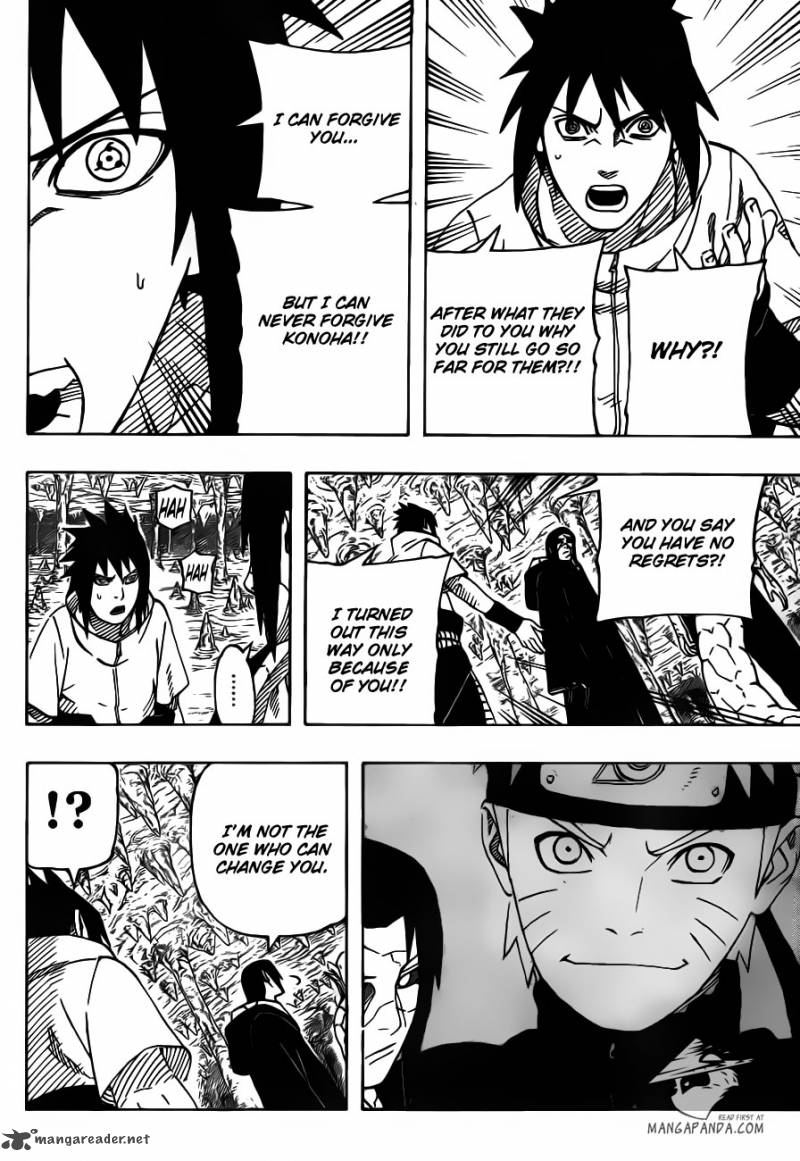 WHY?!
AFTER WHAT THEY
DID TO YOU WHY
YOU STILL GO SO
FAR FOR THEM?!!
I CAN FORGIVE
YOU...
BUT I CAN
NEVER FORGIVE
KONOHA!!
AND YOU SAY
YOU HAVE NO
REGRETS?!
I TURNED
OUT THIS
WAY ONLY
BECAUSE
OF YOU!!
HAH
HAH
........
I'M NOT THE
ONE WHO CAN
CHANGE YOU.
!?
READ FIRST AT
MANGAPANDA.COM
mangareader.net